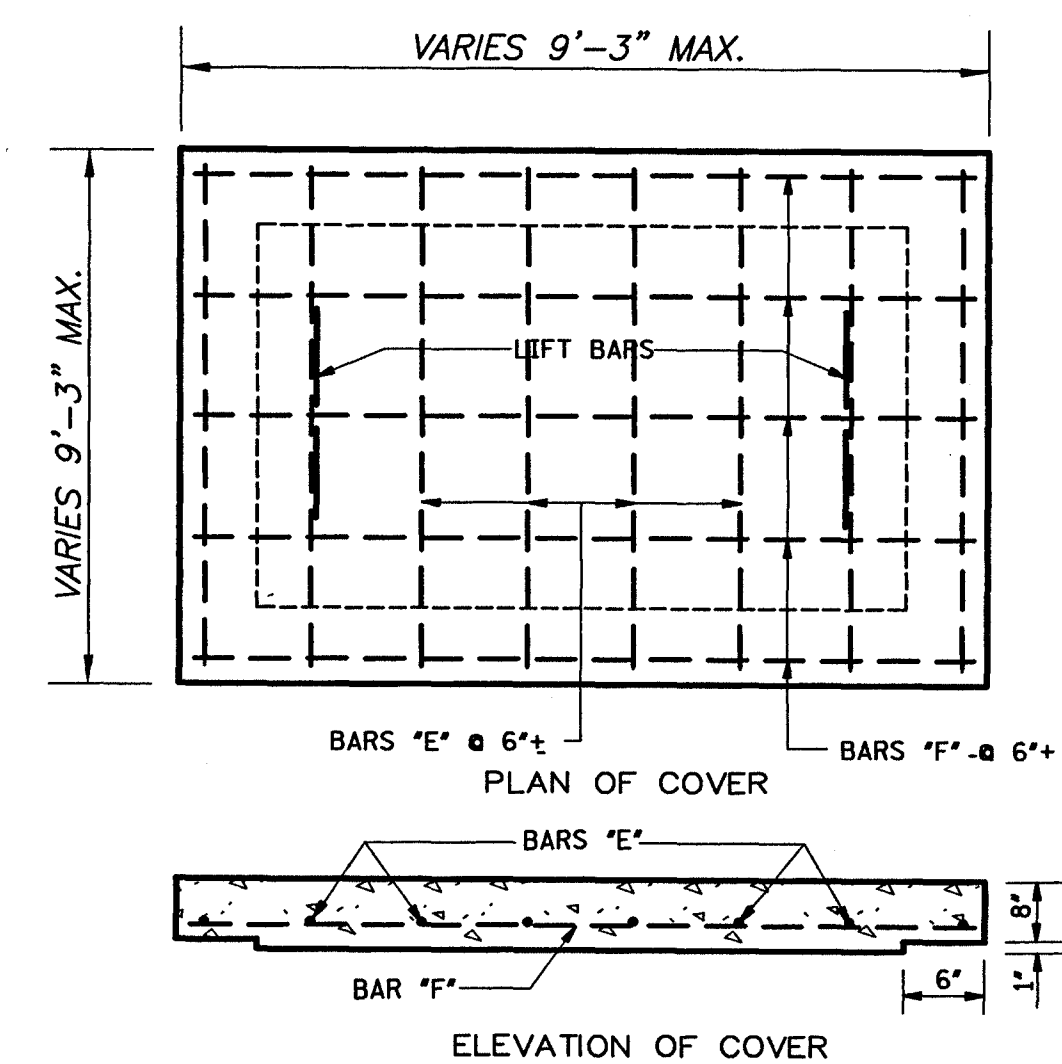 VARIES 9'-3" MAX.
VARIES 9'-3" MAX.
LIFT BARS
BARS "E" @ 6"±
BARS "F" -@ 6"+
PLAN OF COVER
BARS "E"
8"
BAR "F"
6"
1"
ELEVATION OF COVER